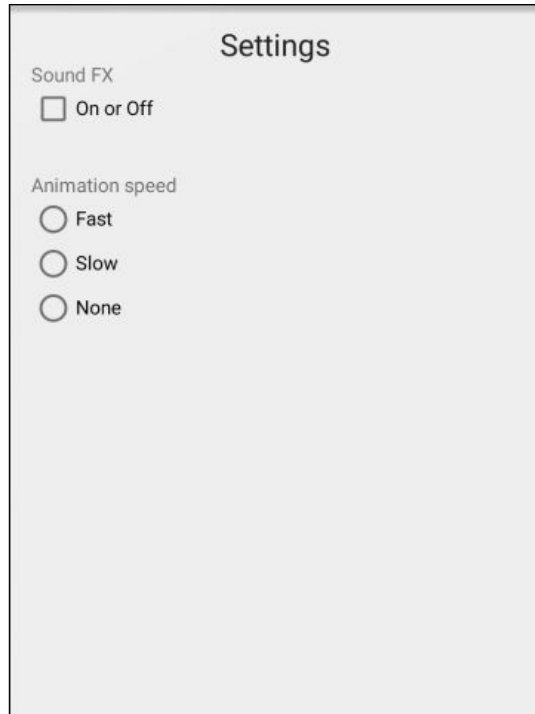 Settings
Sound FX
On or Off
Animation speed
Fast
Slow
None